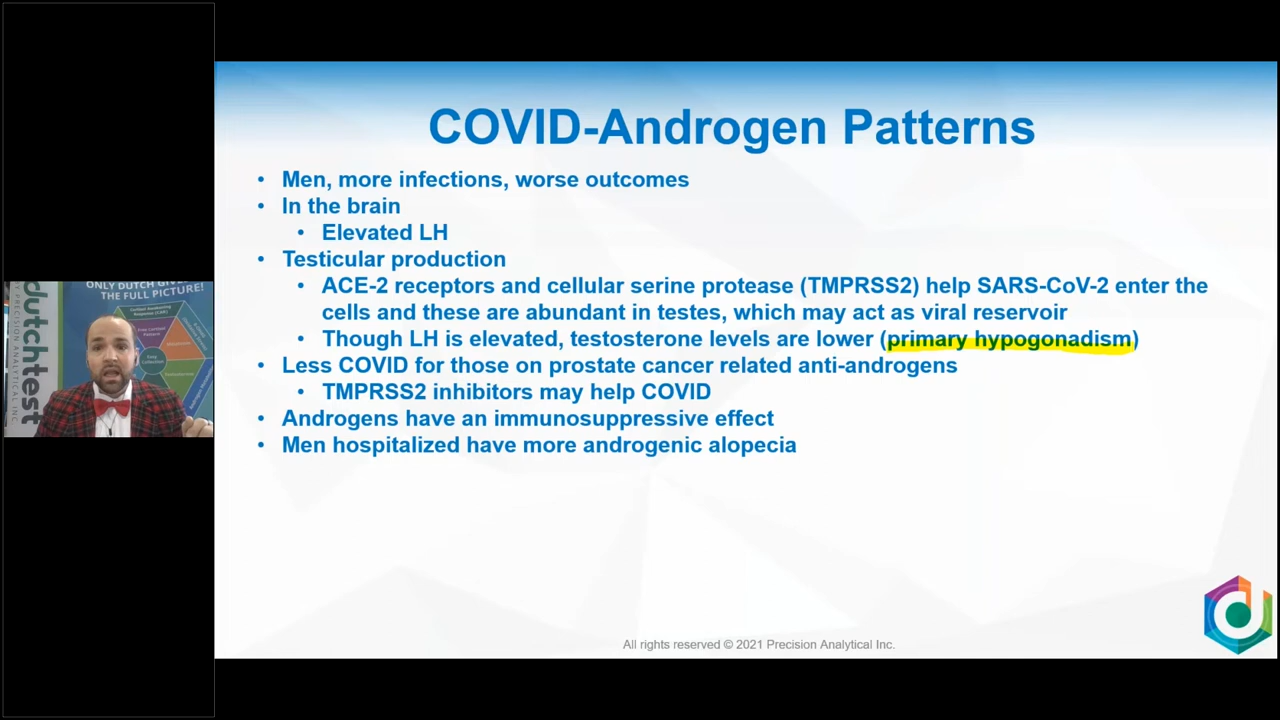 COVID-Androgen Patterns
• Men, more infections, worse outcomes
• In the brain
• Elevated LH
• Testicular production
• ACE-2 receptors and cellular serine protease (TMPRSS2) help SARS-CoV-2 enter the
cells and these are abundant in testes, which may act as viral reservoir
• Though LH is elevated, testosterone levels are lower (primary hypogonadism)
• Less COVID for those on prostate cancer related anti-androgens
• TMPRSS2 inhibitors may help COVID
• Androgens have an immunosuppressive effect
• Men hospitalized have more androgenic alopecia
All rights reserved © 2021 Precision Analytical Inc.
dutchtest
PRECISION ANALYTICAL INC.
ONLY DUTCH
THE FULL PICTURE!